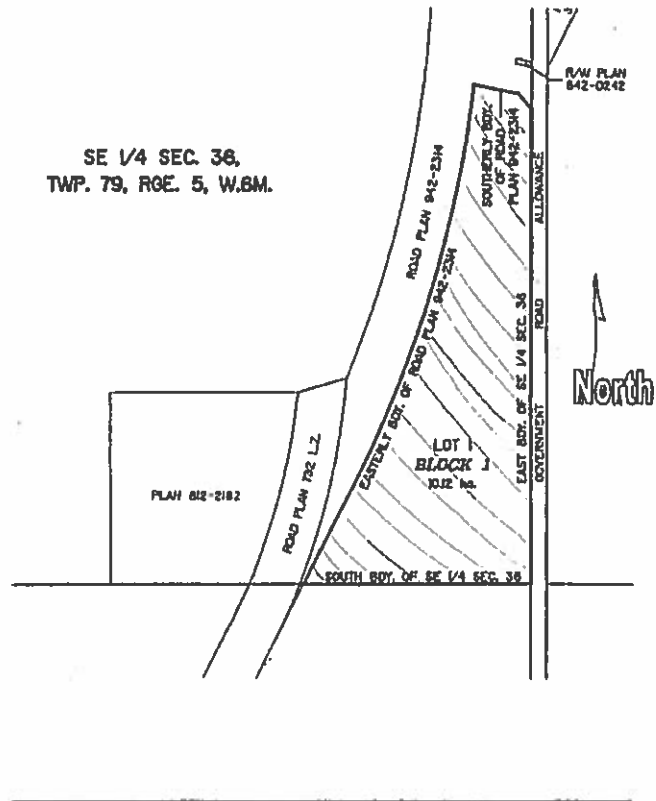 R/W PLAN
842-0242
SE 1/4 SEC. 36,
TWP. 79, RGE. 5, W.6M.
SOUTHERLY BDY.
OF ROAD
PLAN 942-2314
ROAD PLAN 942-2314
EASTERLY BDY. OF ROAD PLAN 942-2314
EAST BDY. OF SE 1/4 SEC. 36
GOVERNMENT ROAD ALLOWANCE
North
LOT 1
BLOCK 1
10.12 ha.
PLAN 812-2182
ROAD PLAN 792 L.Z.
SOUTH BDY. OF SE 1/4 SEC. 36